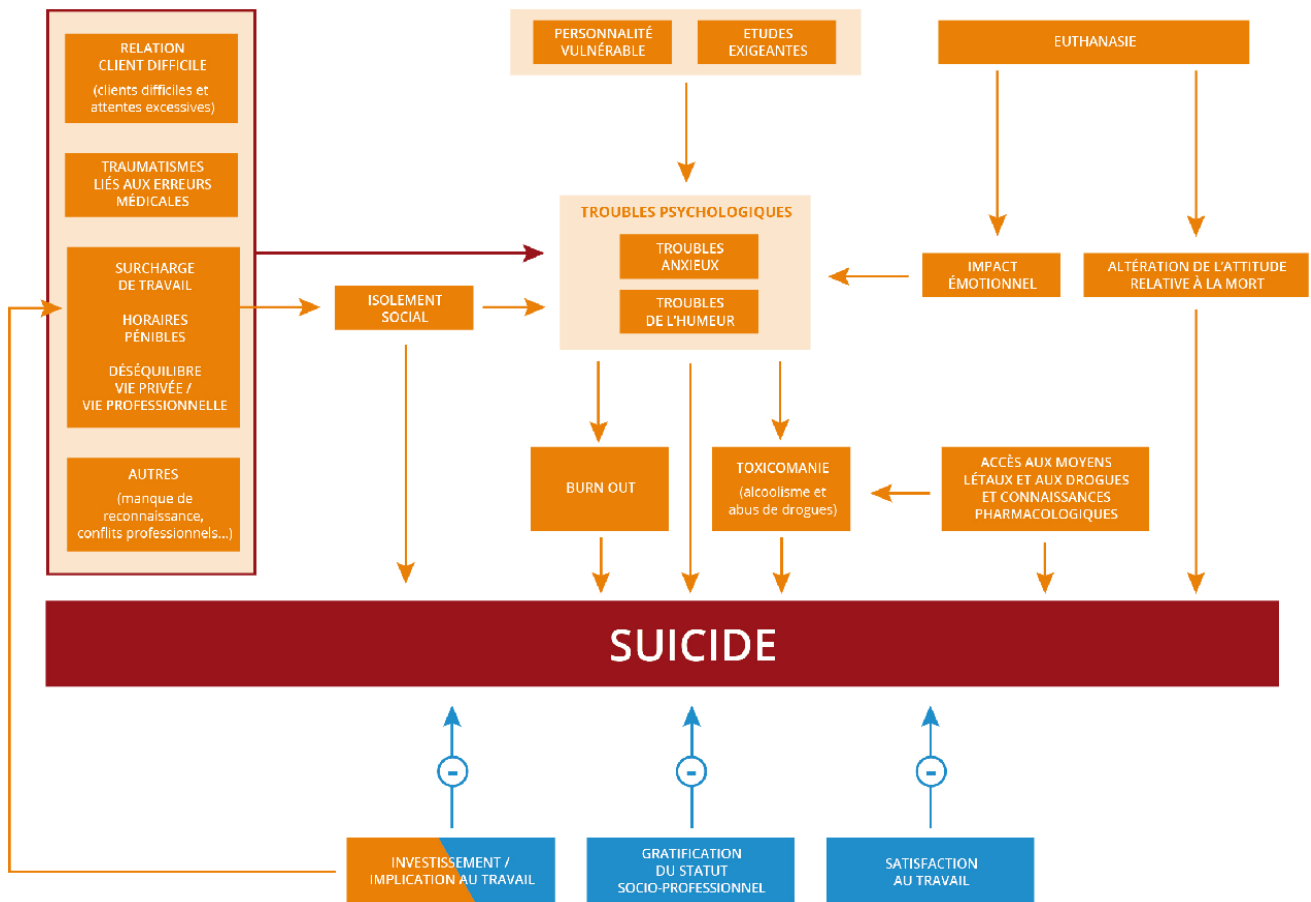 RELATION
CLIENT DIFFICILE
(clients difficiles et
attentes excessives)
TRAUMATISMES
LIÉS AUX ERREURS
MÉDICALES
SURCHARGE
DE TRAVAIL
HORAIRES
PÉNIBLES
DÉSÉQUILIBRE
VIE PRIVÉE /
VIE PROFESSIONNELLE
AUTRES
(manque de
reconnaissance,
conflits professionnels...)
ISOLEMENT
SOCIAL
PERSONNALITÉ
VULNÉRABLE
ETUDES
EXIGEANTES
TROUBLES PSYCHOLOGIQUES
TROUBLES
ANXIEUX
TROUBLES
DE L'HUMEUR
EUTHANASIE
IMPACT
ÉMOTIONNEL
ALTÉRATION DE L'ATTITUDE
RELATIVE À LA MORT
BURN OUT
TOXICOMANIE
(alcoolisme et
abus de drogues)
ACCÈS AUX MOYENS
LÉTAUX ET AUX DROGUES
ET CONNAISSANCES
PHARMACOLOGIQUES
SUICIDE
-
-
-
INVESTISSEMENT /
IMPLICATION AU TRAVAIL
GRATIFICATION
DU STATUT
SOCIO-PROFESSIONNEL
SATISFACTION
AU TRAVAIL